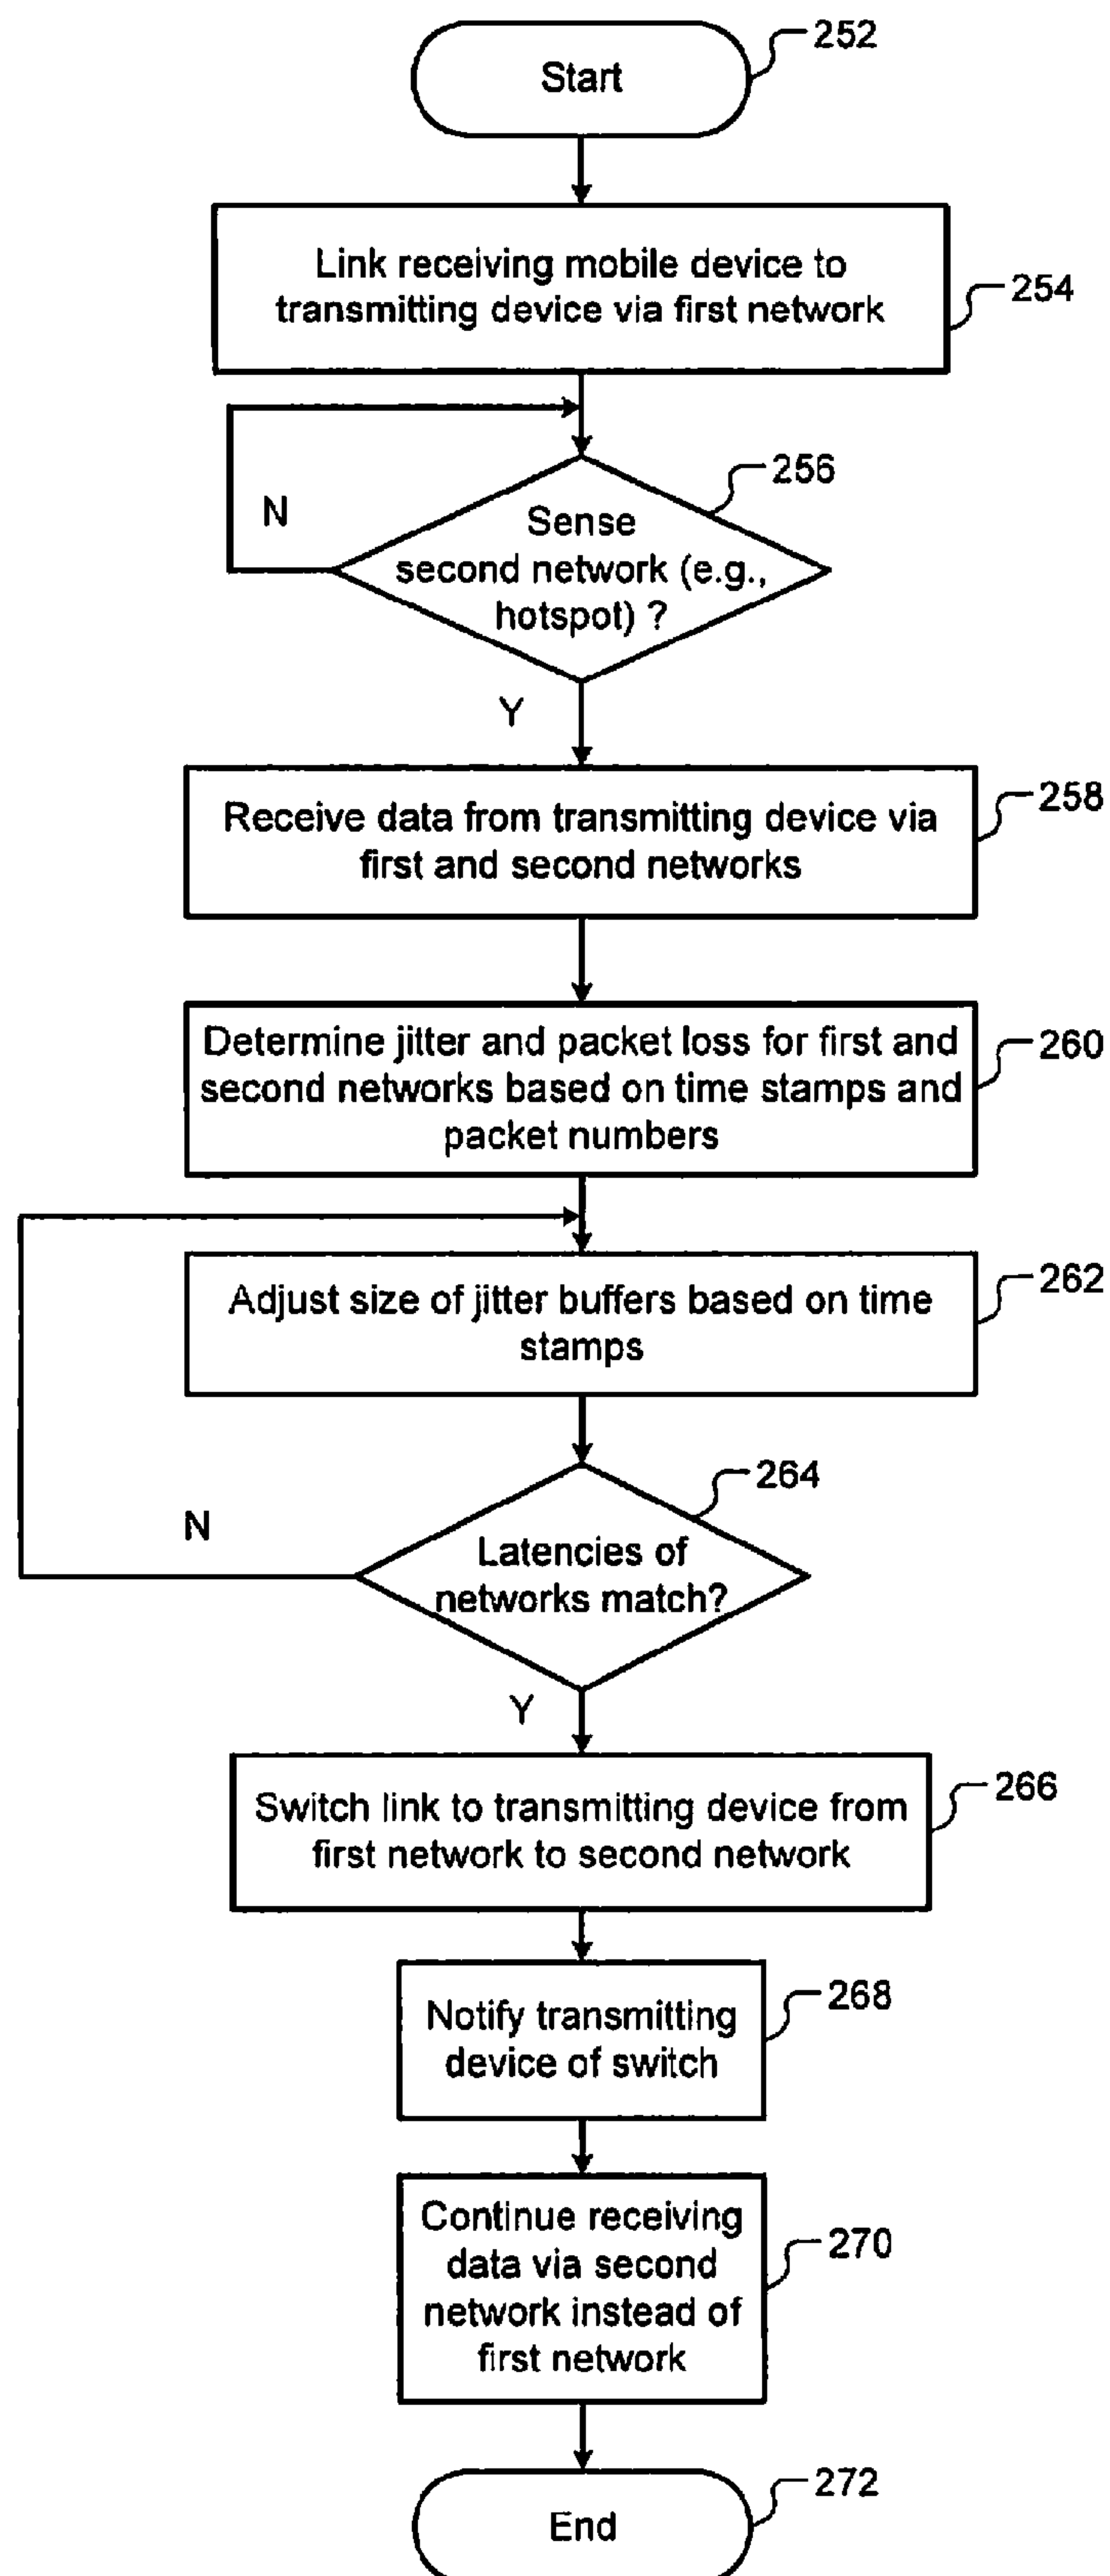 Start
252
Link receiving mobile device to
transmitting device via first network
254
256
N
Sense
second network (e.g.,
hotspot) ?
Y
Receive data from transmitting device via
first and second networks
258
Determine jitter and packet loss for first and
second networks based on time stamps and
packet numbers
260
Adjust size of jitter buffers based on time
stamps
262
264
N
Latencies of
networks match?
Y
Switch link to transmitting device from
first network to second network
266
Notify transmitting
device of switch
268
Continue receiving
data via second
network instead of
first network
270
End
272